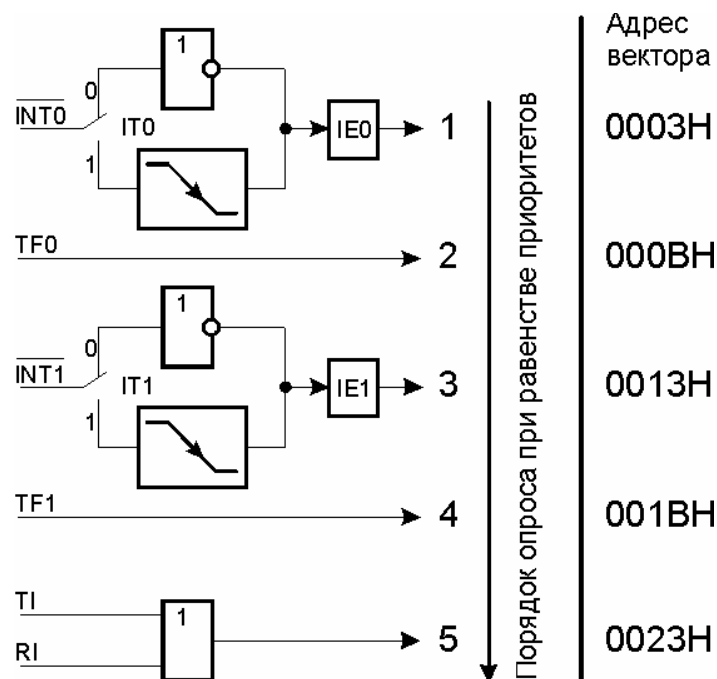 Адрес
вектора
1
0
INT0
IT0
IE0
1
0003H
1
TF0
2
000BH
1
0
INT1
IT1
IE1
3
0013H
1
TF1
4
001BH
TI
1
RI
5
0023H
Порядок опроса при равенстве приоритетов